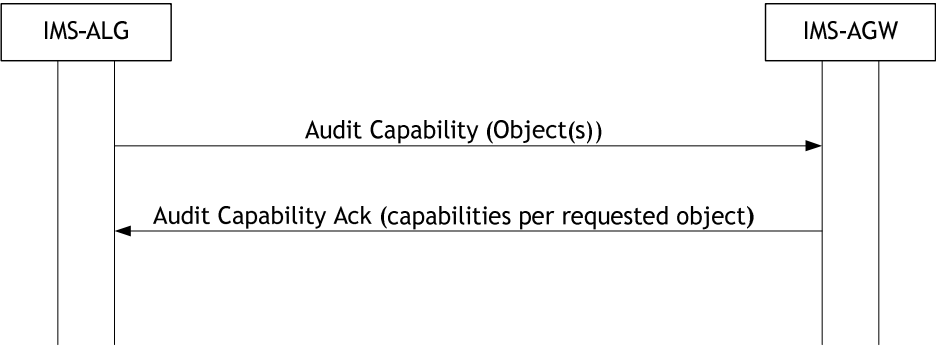 IMS-ALG
IMS-AGW
Audit Capability (Object(s))
Audit Capability Ack (capabilities per requested object)